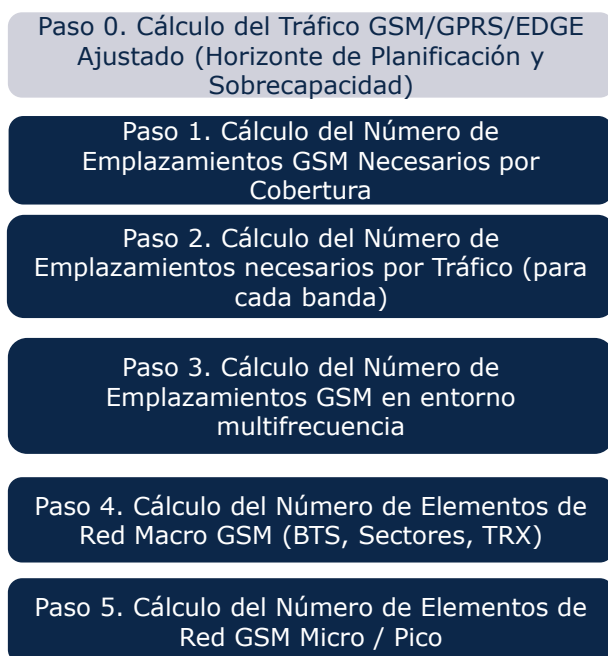 Paso 0. Cálculo del Tráfico GSM/GPRS/EDGE
Ajustado (Horizonte de Planificación y
Sobrecapacidad)
Paso 1. Cálculo del Número de
Emplazamientos GSM Necesarios por
Cobertura
Paso 2. Cálculo del Número de
Emplazamientos necesarios por Tráfico (para
cada banda)
Paso 3. Cálculo del Número de
Emplazamientos GSM en entorno
multifrecuencia
Paso 4. Cálculo del Número de Elementos de
Red Macro GSM (BTS, Sectores, TRX)
Paso 5. Cálculo del Número de Elementos de
Red GSM Micro / Pico